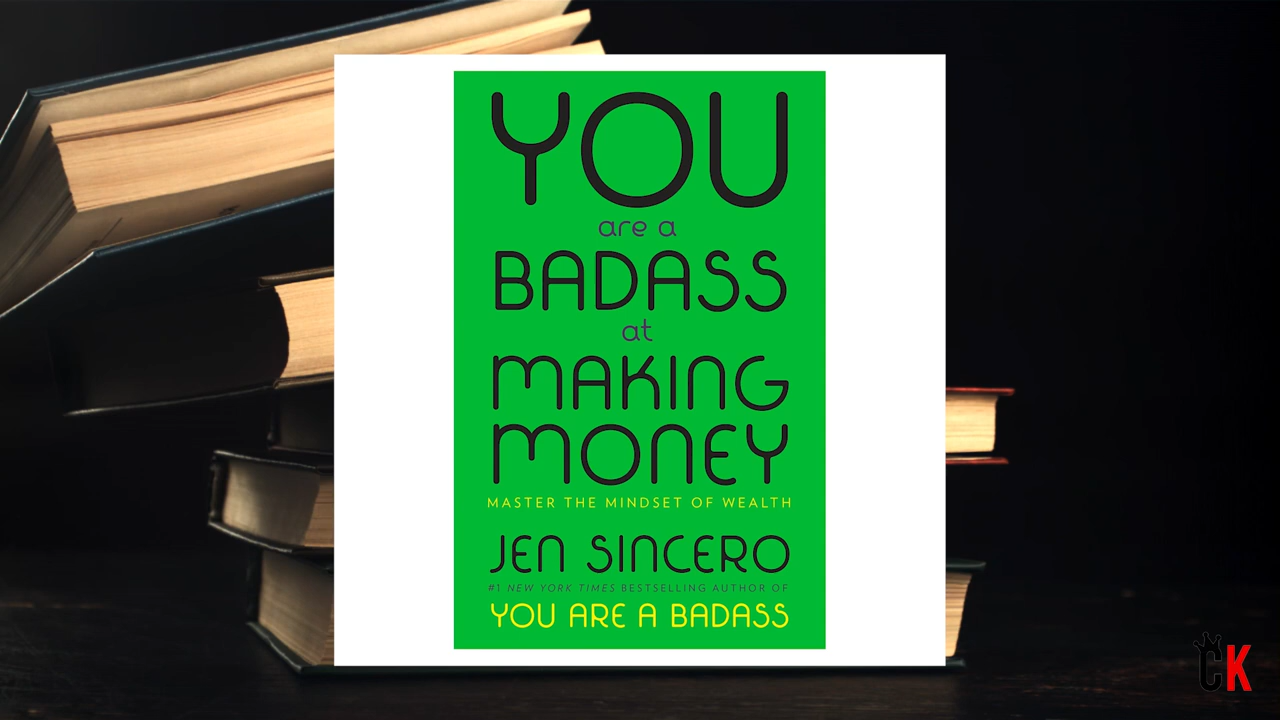 YOU
are a
BADASS
at
MAKING
MONEY
MASTER THE MINDSET OF WEALTH
JEN SINCERO
#1 NEW YORK TIMES BESTSELLING AUTHOR OF
YOU ARE A BADASS
CK